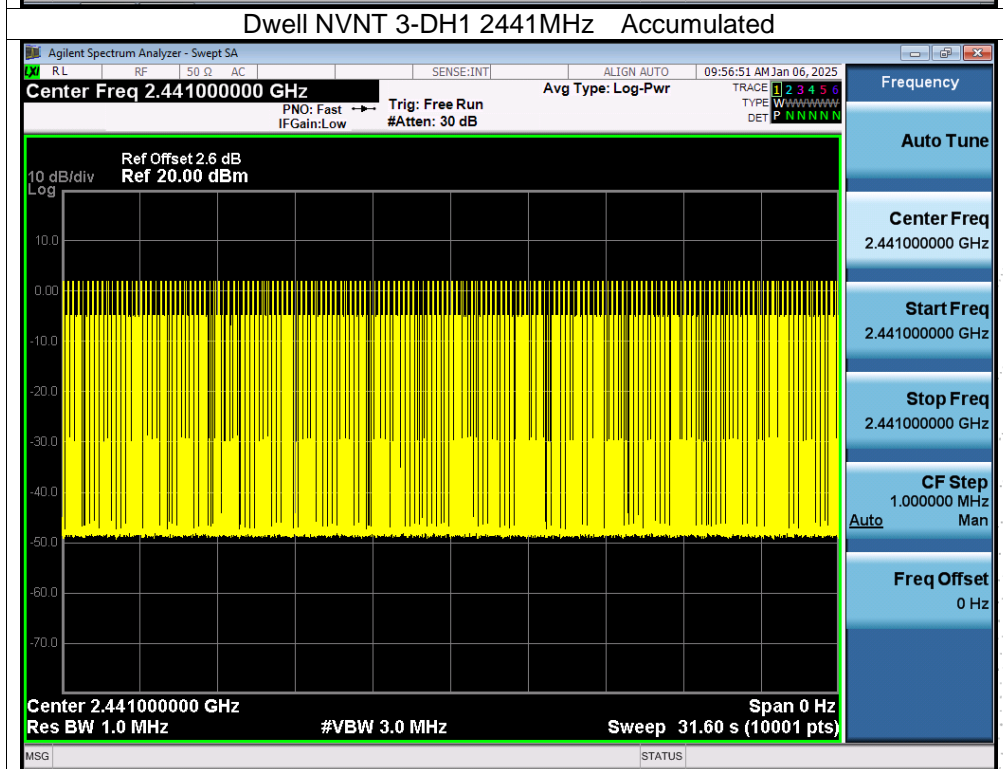 Dwell NVNT 3-DH1 2441MHz Accumulated
Agilent Spectrum Analyzer - Swept SA
LXI RL RF 50 Ω AC SENSE:INT ALIGN AUTO 09:56:51 AM Jan 06, 2025
Center Freq 2.441000000 GHz
PNO: Fast
IFGain:Low
Trig: Free Run
#Atten: 30 dB
Avg Type: Log-Pwr
TRACE 1 2 3 4 5 6
TYPE WWWWWWW
DET P N N N N N
Ref Offset 2.6 dB
10 dB/div Ref 20.00 dBm
Log
10.0
0.00
-10.0
-20.0
-30.0
-40.0
-50.0
-60.0
-70.0
Center 2.441000000 GHz Span 0 Hz
Res BW 1.0 MHz #VBW 3.0 MHz Sweep 31.60 s (10001 pts)
MSG STATUS
Frequency
Auto Tune
Center Freq
2.441000000 GHz
Start Freq
2.441000000 GHz
Stop Freq
2.441000000 GHz
CF Step
1.000000 MHz
Auto Man
Freq Offset
0 Hz